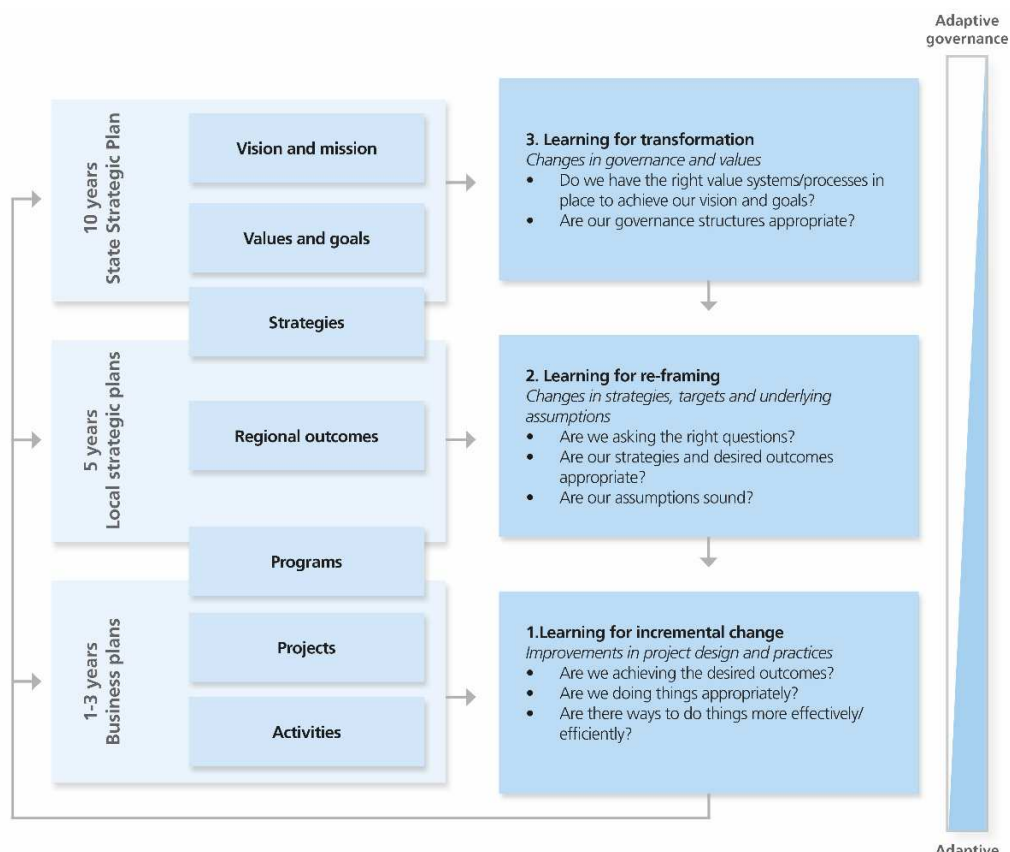 Adaptive
governance
10 years
State Strategic Plan
Vision and mission
Values and goals
Strategies
3. Learning for transformation
Changes in governance and values
• Do we have the right value systems/processes in
place to achieve our vision and goals?
• Are our governance structures appropriate?
5 years
Local strategic plans
Regional outcomes
2. Learning for re-framing
Changes in strategies, targets and underlying
assumptions
• Are we asking the right questions?
• Are our strategies and desired outcomes
appropriate?
• Are our assumptions sound?
Programs
1-3 years
Business plans
Projects
Activities
1.Learning for incremental change
Improvements in project design and practices
• Are we achieving the desired outcomes?
• Are we doing things appropriately?
• Are there ways to do things more effectively/
efficiently?
Adaptive